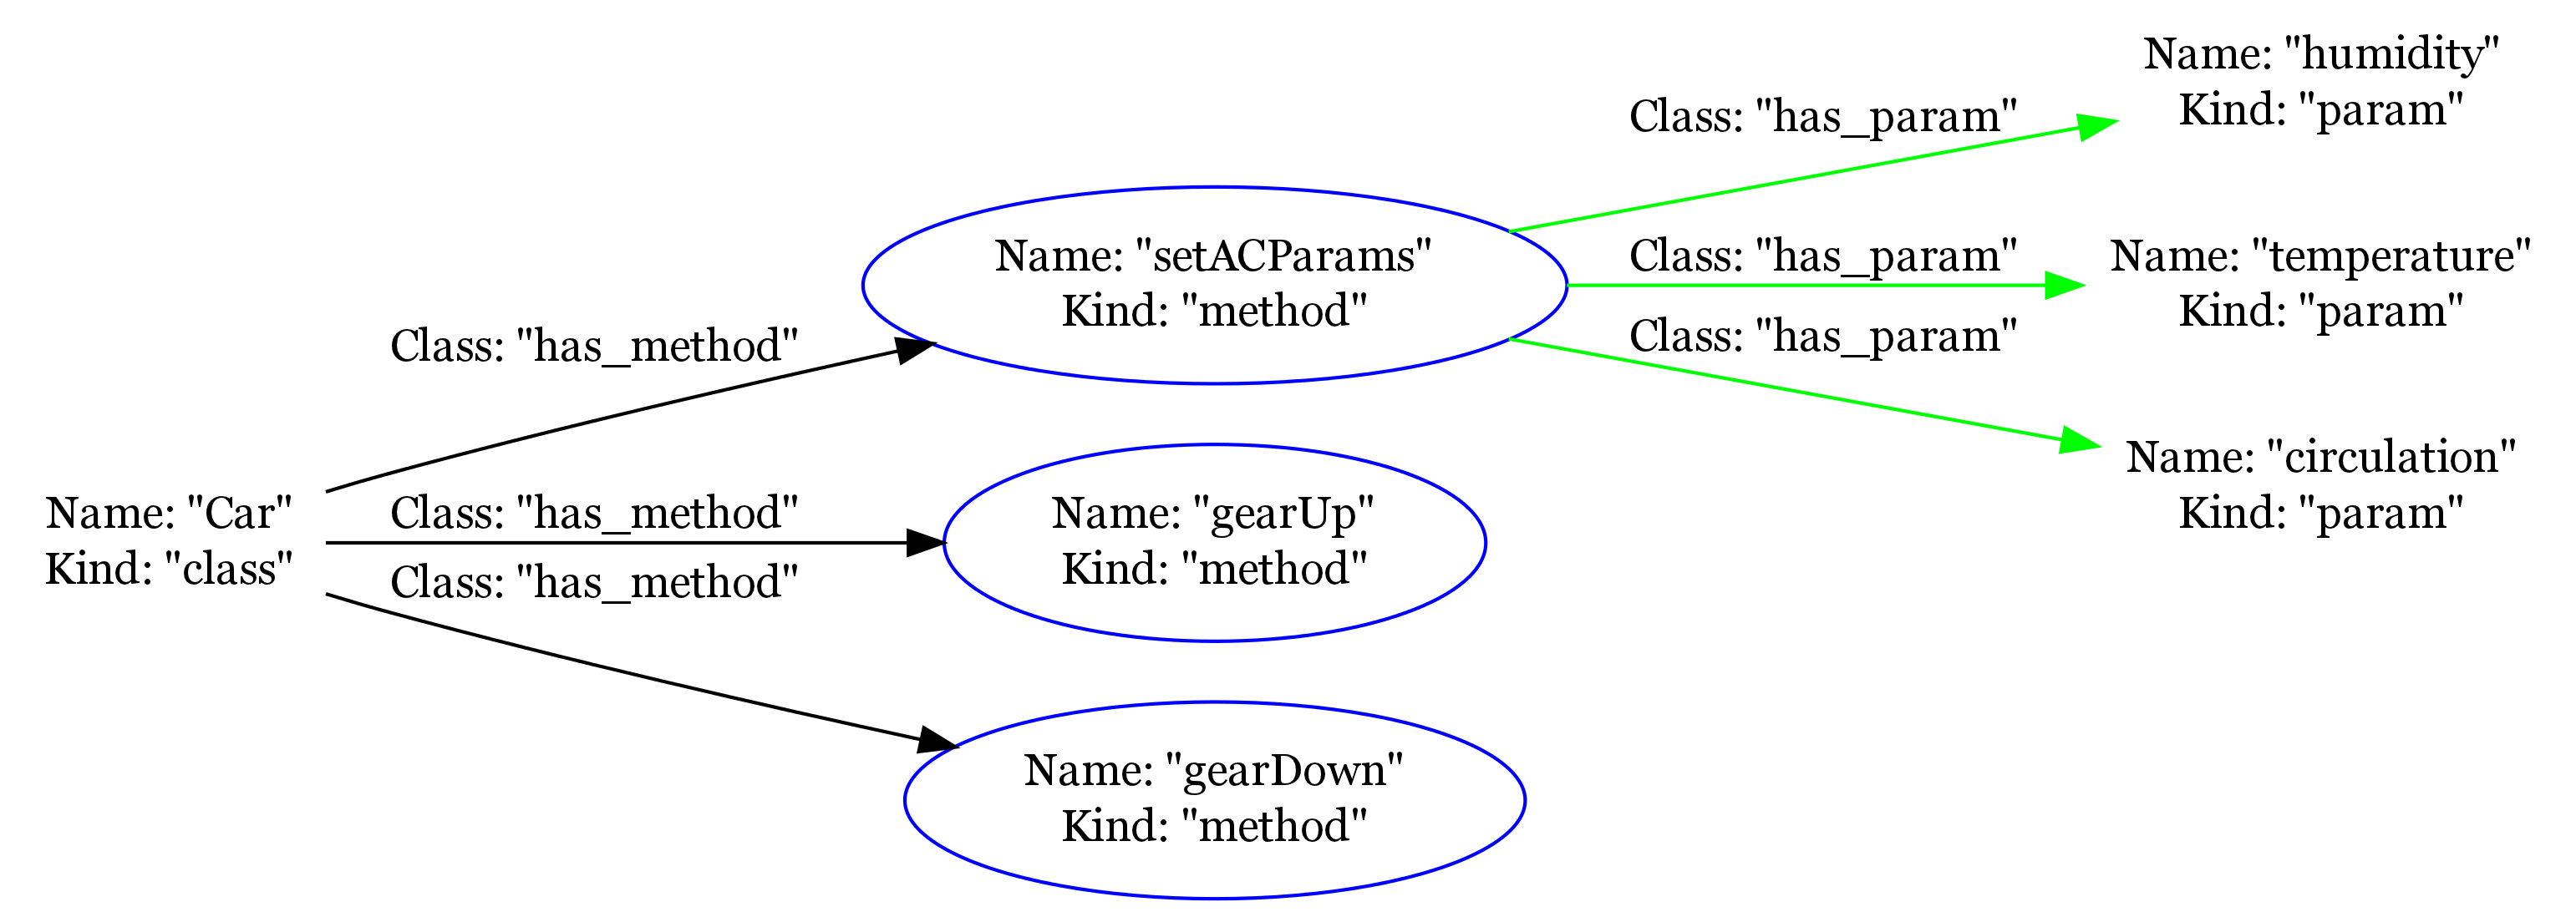 Name: "Car"
Kind: "class"
Class: "has_method"
Class: "has_method"
Class: "has_method"
Name: "setACParams"
Kind: "method"
Name: "gearUp"
Kind: "method"
Name: "gearDown"
Kind: "method"
Class: "has_param"
Class: "has_param"
Class: "has_param"
Name: "humidity"
Kind: "param"
Name: "temperature"
Kind: "param"
Name: "circulation"
Kind: "param"